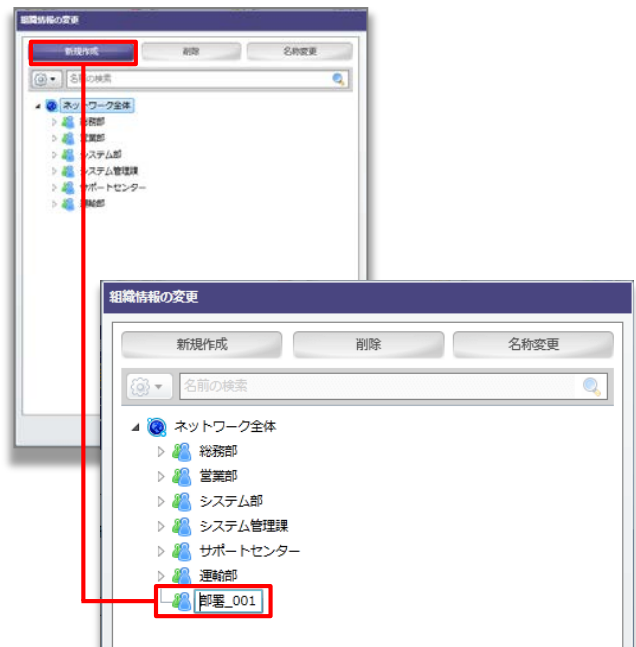 組織情報の変更
新規作成
削除
名称変更
名前の検索
ネットワーク全体
総務部
営業部
システム部
システム管理課
サポートセンター
運輸部
組織情報の変更
新規作成
削除
名称変更
名前の検索
ネットワーク全体
総務部
営業部
システム部
システム管理課
サポートセンター
運輸部
部署_001